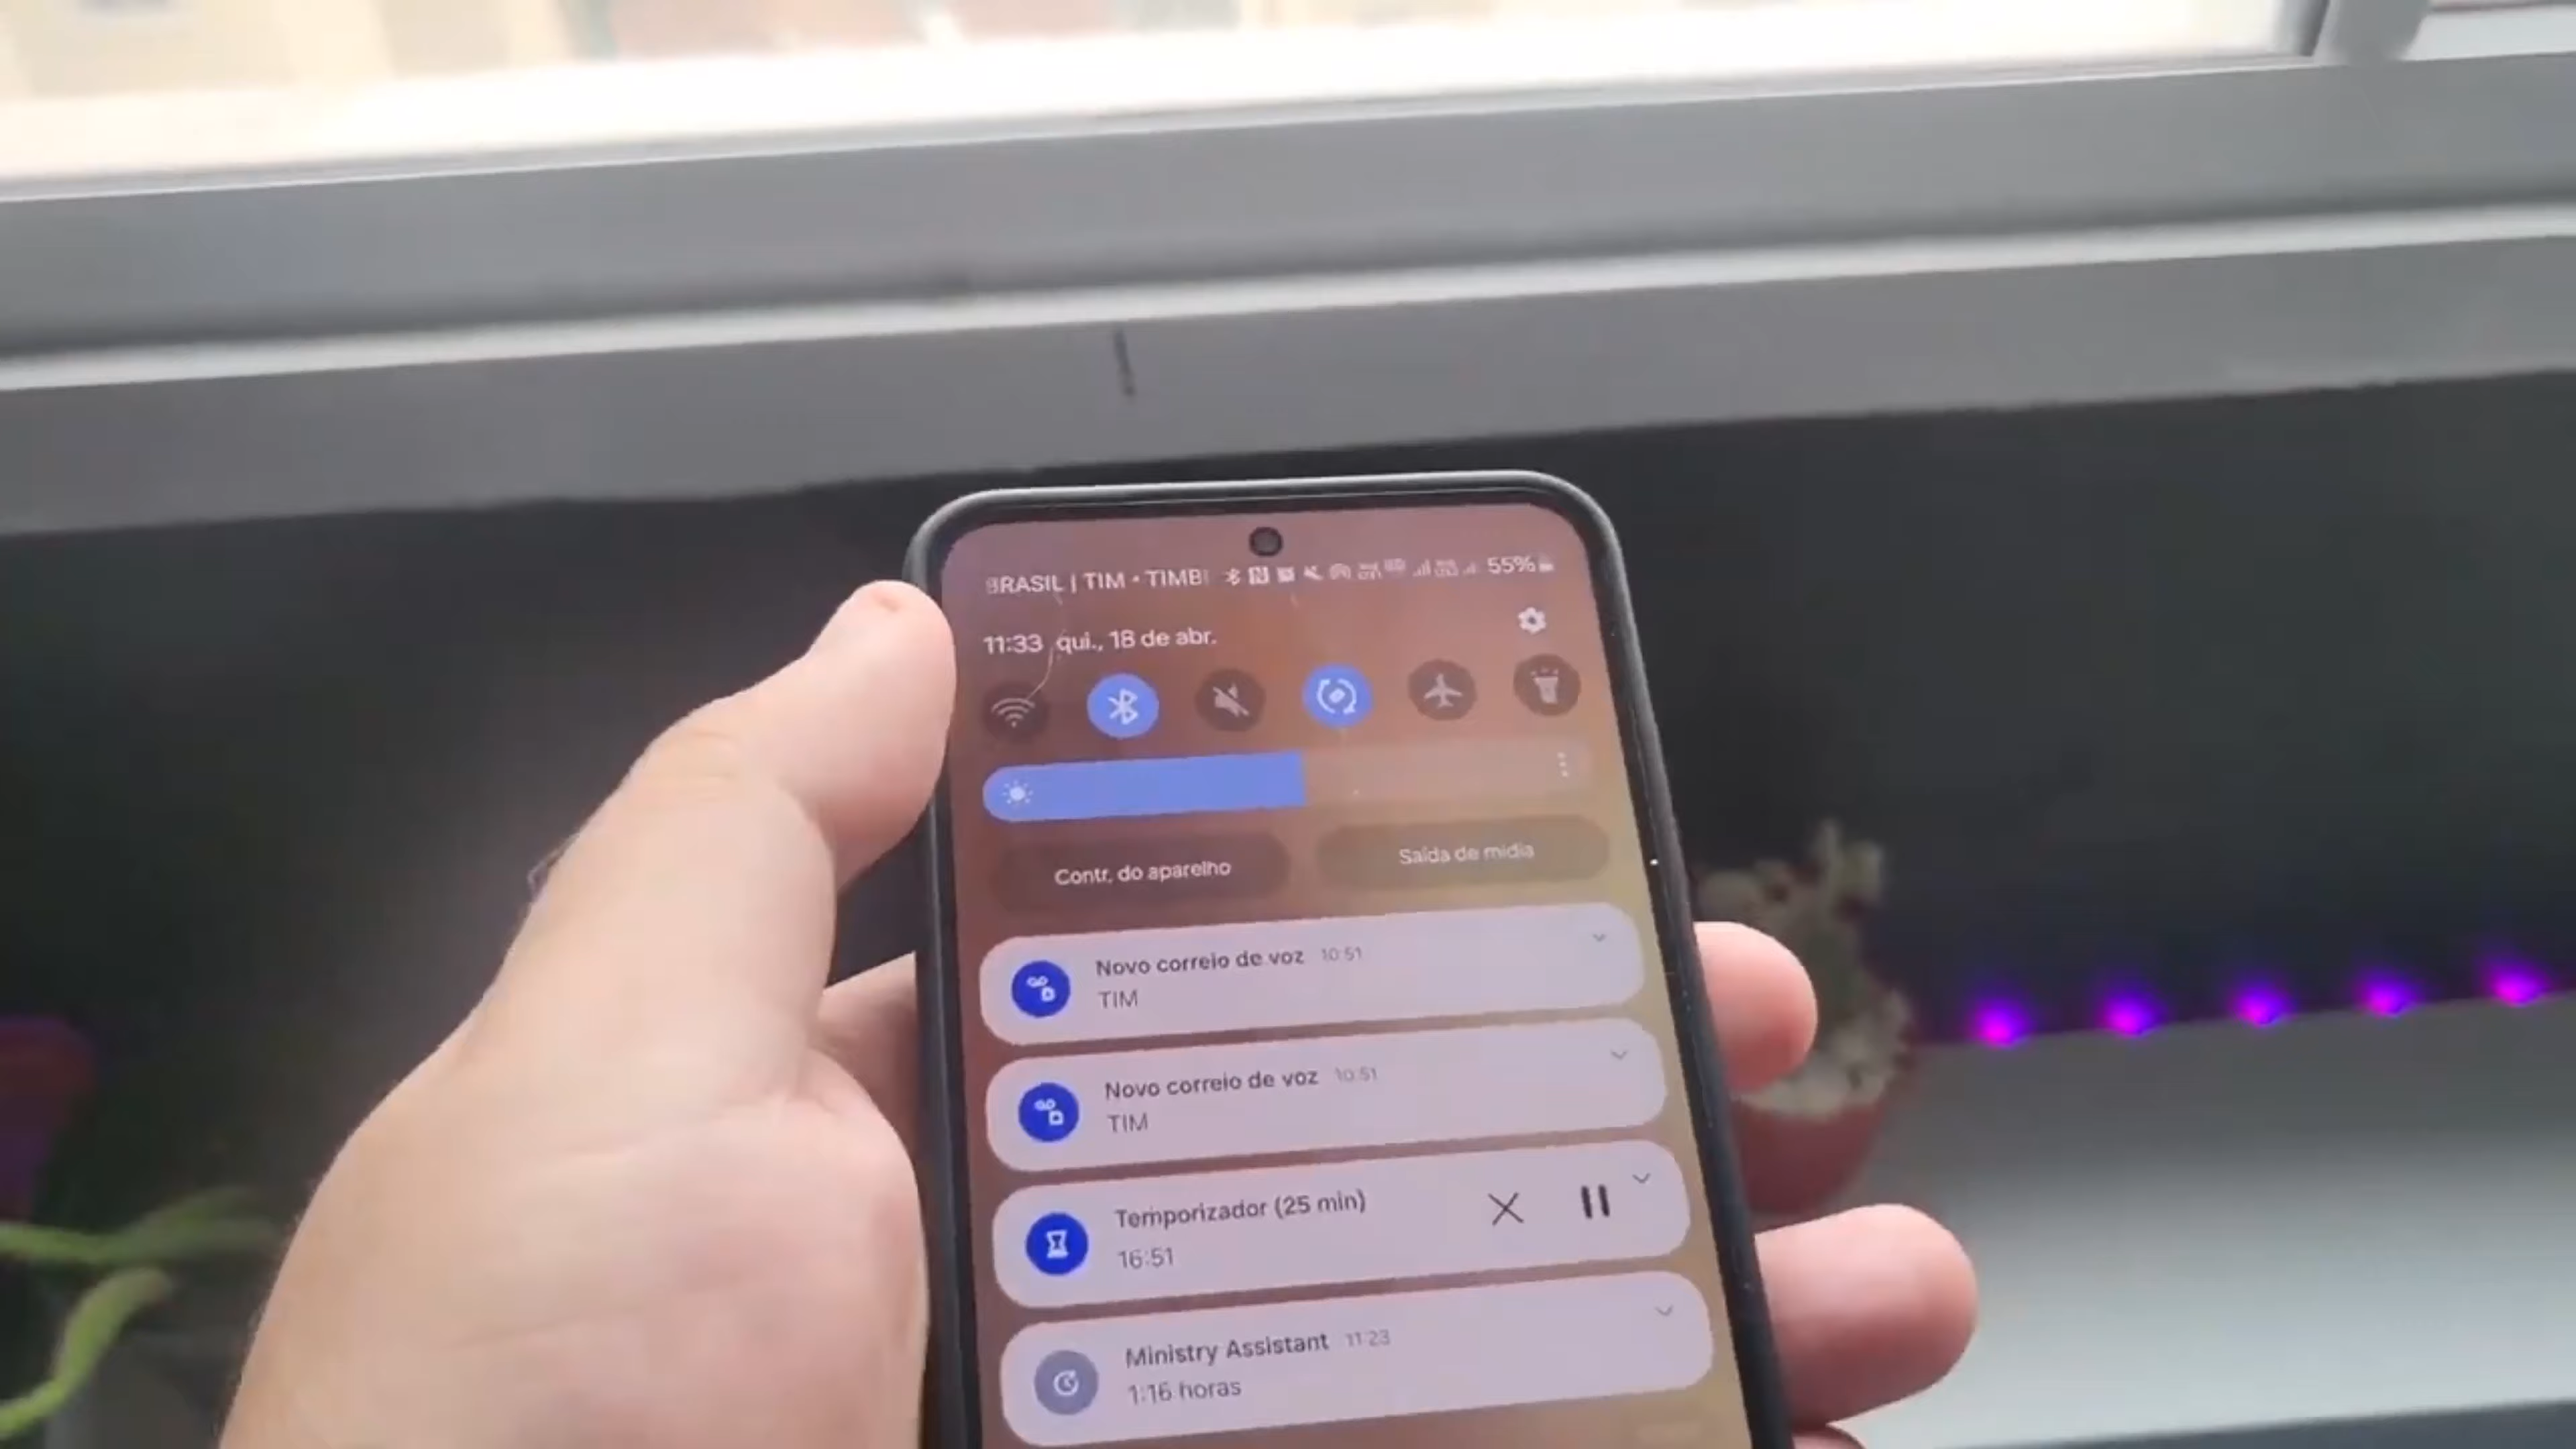 BRASIL | TIM • TIMB 55%
11:33 qui., 18 de abr.
Contr. do aparelho
Saída de mídia
Novo correio de voz 10:51
TIM
Novo correio de voz 10:51
TIM
Temporizador (25 min)
16:51
Ministry Assistant 11:23
1:16 horas